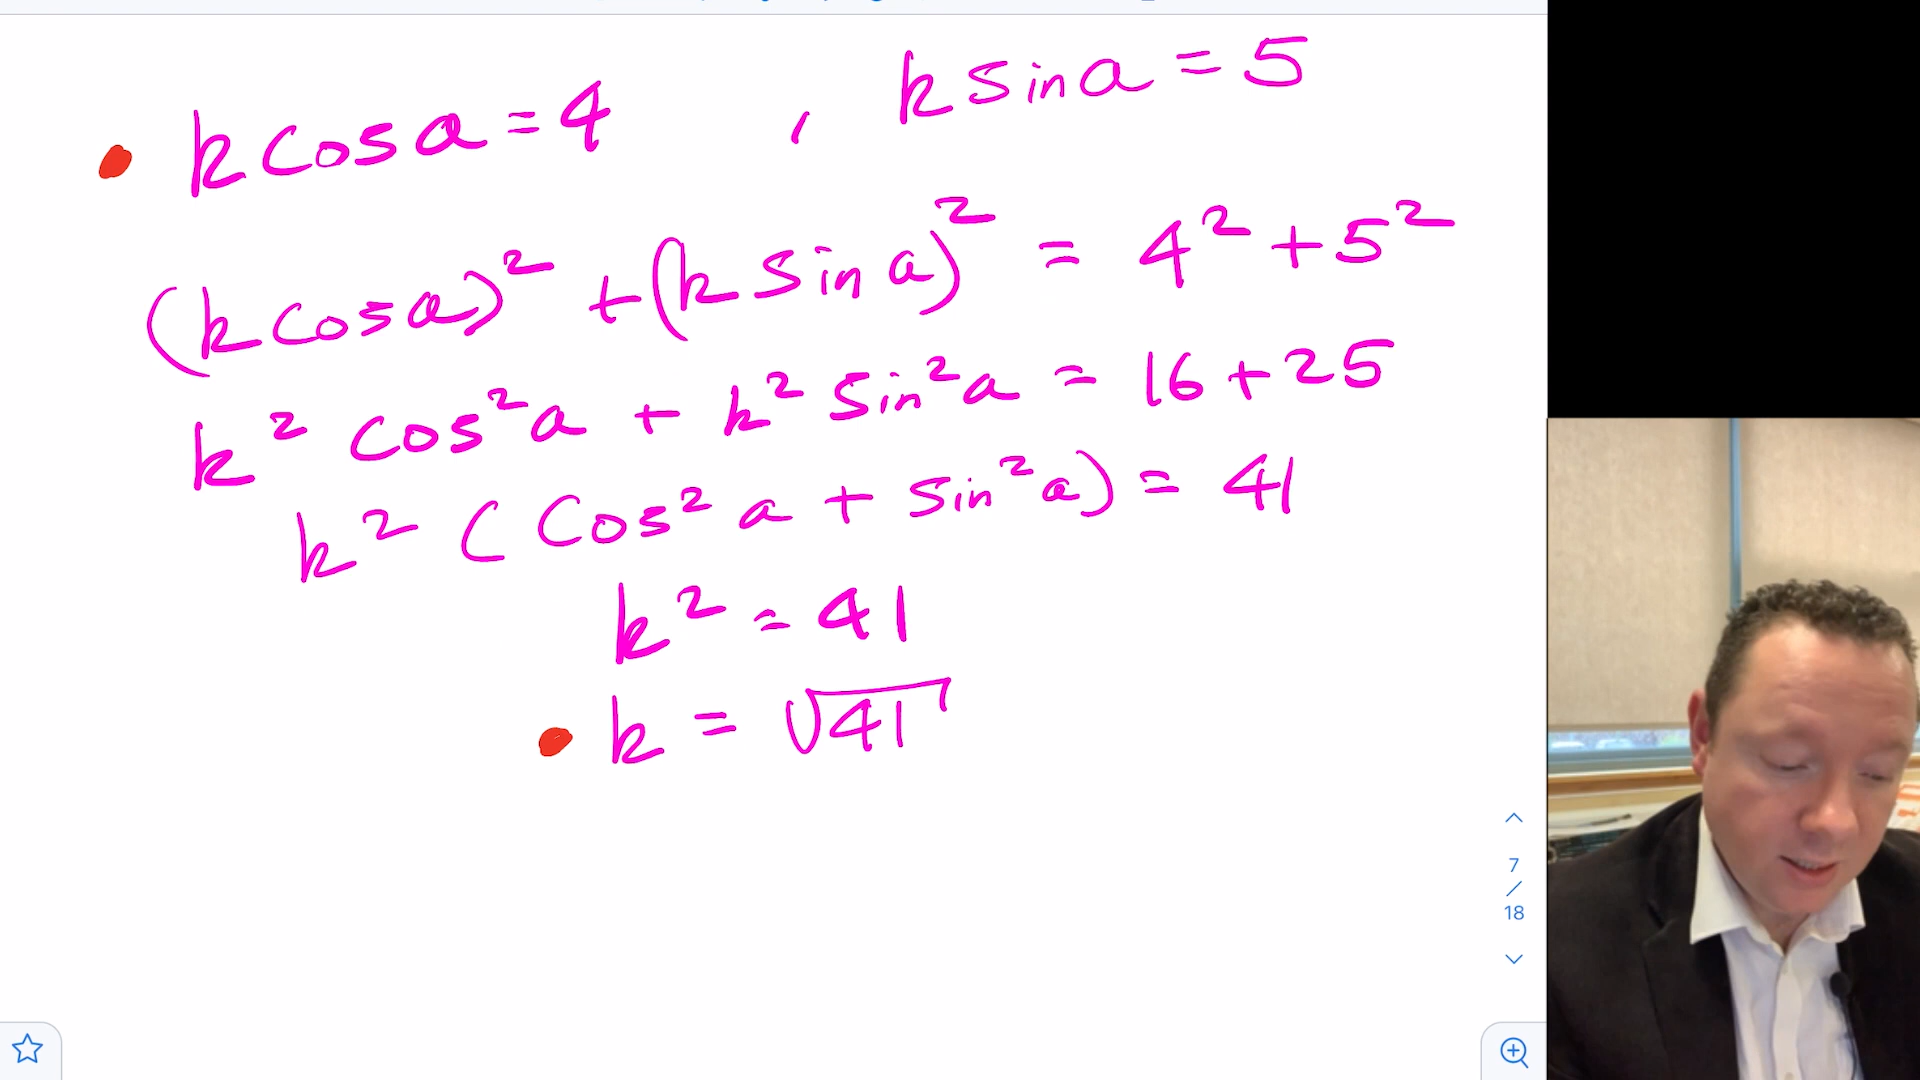 k cos a = 4 , k sin a = 5
(k cos a)² + (k sin a)² = 4² + 5²
k² cos² a + k² sin² a = 16 + 25
k² (cos² a + sin² a) = 41
k² = 41
k = √41
7
/
18